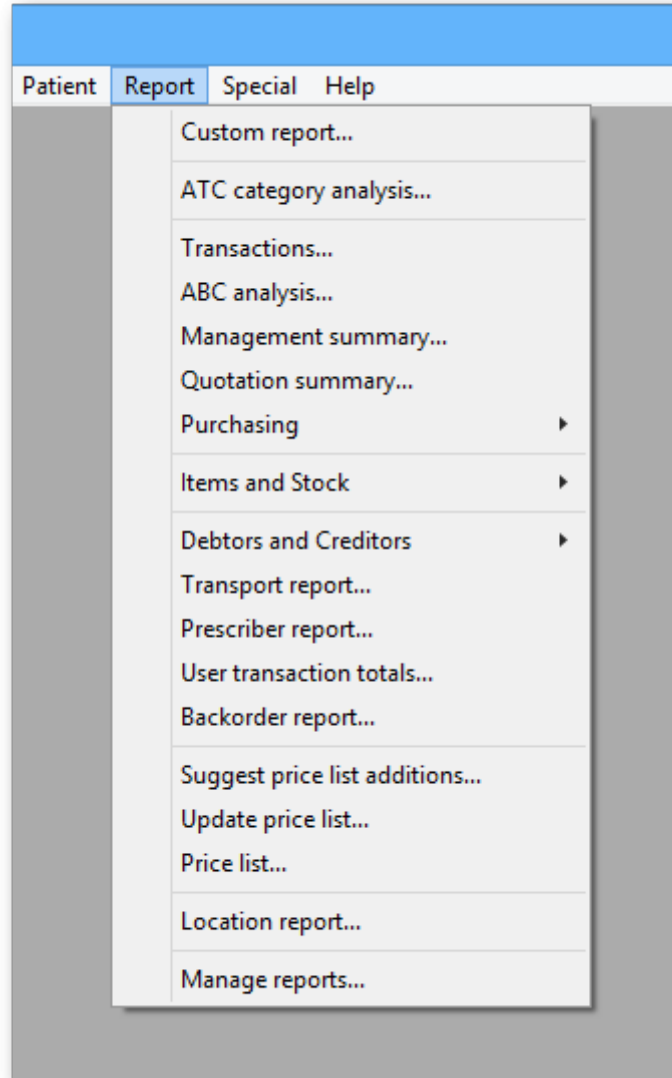 Patient Report Special Help
Custom report...
ATC category analysis...
Transactions...
ABC analysis...
Management summary...
Quotation summary...
Purchasing
Items and Stock
Debtors and Creditors
Transport report...
Prescriber report...
User transaction totals...
Backorder report...
Suggest price list additions...
Update price list...
Price list...
Location report...
Manage reports...